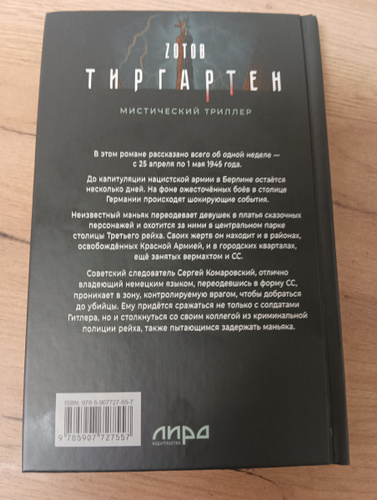 ZОТОВ
ТИРГАРТЕН
МИСТИЧЕСКИЙ ТРИЛЛЕР
В этом романе рассказано всего об одной неделе —
с 25 апреля по 1 мая 1945 года.
До капитуляции нацистской армии в Берлине остаётся
несколько дней. На фоне ожесточённых боёв в столице
Германии происходят шокирующие события.
Неизвестный маньяк переодевает девушек в платья сказочных
персонажей и охотится за ними в центральном парке
столицы Третьего рейха. Своих жертв он находит и в районах,
освобождённых Красной Армией, и в городских кварталах,
ещё занятых вермахтом и СС.
Советский следователь Сергей Комаровский, отлично
владеющий немецким языком, переодевшись в форму СС,
проникает в зону, контролируемую врагом, чтобы добраться
до убийцы. Ему придётся сражаться не только с солдатами
Гитлера, но и столкнуться со своим коллегой из криминальной
полиции рейха, также пытающимся задержать маньяка.
ISBN 978-5-907727-55-7
9 785907 727557
лира
издательство